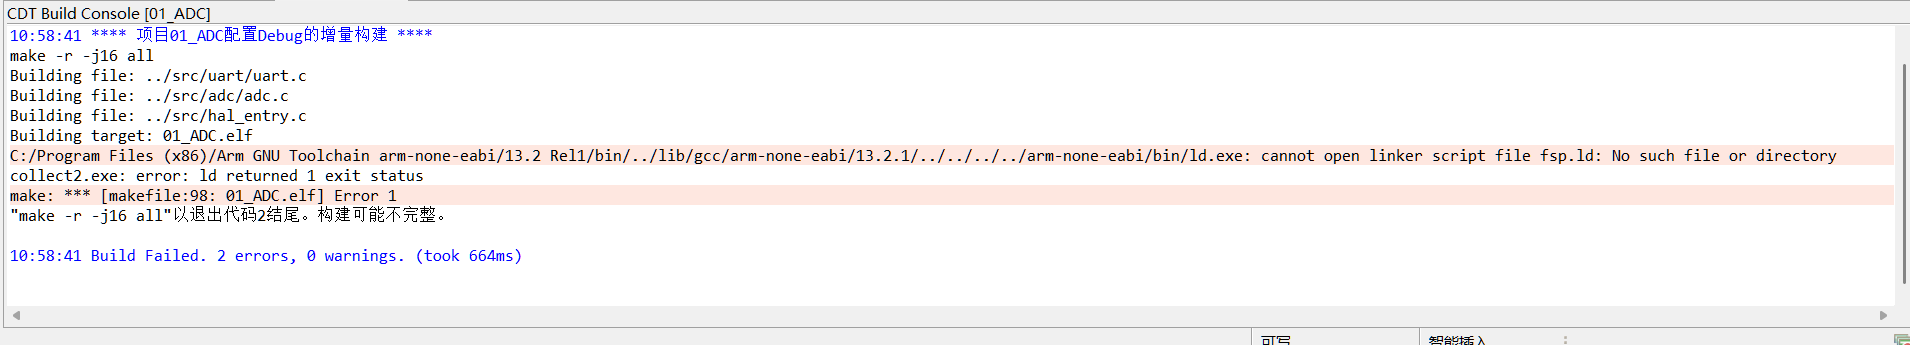 CDT Build Console [01_ADC]
10:58:41 **** 项目01_ADC配置Debug的增量构建 ****
make -r -j16 all
Building file: ../src/uart/uart.c
Building file: ../src/adc/adc.c
Building file: ../src/hal_entry.c
Building target: 01_ADC.elf
C:/Program Files (x86)/Arm GNU Toolchain arm-none-eabi/13.2 Rel1/bin/../lib/gcc/arm-none-eabi/13.2.1/../../../../arm-none-eabi/bin/ld.exe: cannot open linker script file fsp.ld: No such file or directory
collect2.exe: error: ld returned 1 exit status
make: *** [makefile:98: 01_ADC.elf] Error 1
"make -r -j16 all"以退出代码2结尾。构建可能不完整。
10:58:41 Build Failed. 2 errors, 0 warnings. (took 664ms)
可写
智能插入